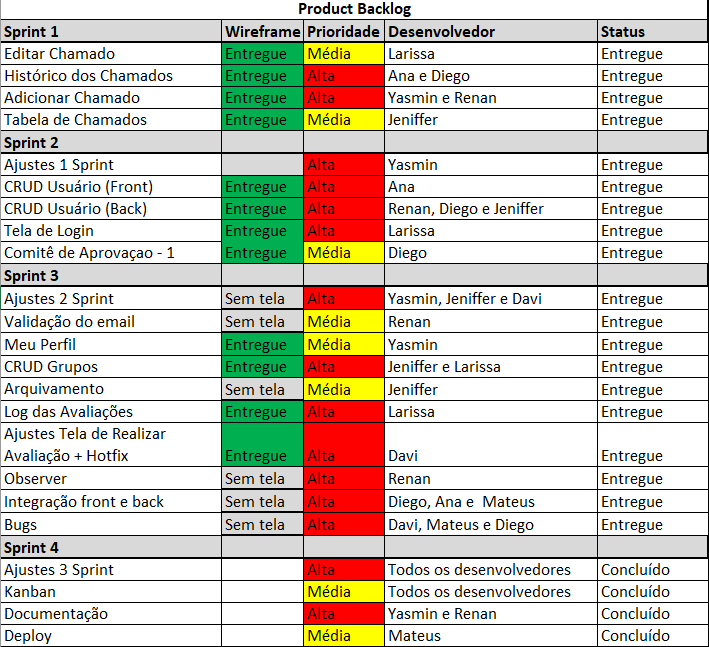 Product Backlog
Sprint 1 Wireframe Prioridade Desenvolvedor Status
Editar Chamado Entregue Média Larissa Entregue
Histórico dos Chamados Entregue Alta Ana e Diego Entregue
Adicionar Chamado Entregue Alta Yasmin e Renan Entregue
Tabela de Chamados Entregue Média Jeniffer Entregue
Sprint 2
Ajustes 1 Sprint Alta Yasmin Entregue
CRUD Usuário (Front) Entregue Alta Ana Entregue
CRUD Usuário (Back) Entregue Alta Renan, Diego e Jeniffer Entregue
Tela de Login Entregue Alta Larissa Entregue
Comitê de Aprovaçao - 1 Entregue Média Diego Entregue
Sprint 3
Ajustes 2 Sprint Sem tela Alta Yasmin, Jeniffer e Davi Entregue
Validação do email Sem tela Média Renan Entregue
Meu Perfil Entregue Média Yasmin Entregue
CRUD Grupos Entregue Alta Jeniffer e Larissa Entregue
Arquivamento Sem tela Média Jeniffer Entregue
Log das Avaliações Entregue Alta Larissa Entregue
Ajustes Tela de Realizar
Avaliação + Hotfix Entregue Alta Davi Entregue
Observer Sem tela Alta Renan Entregue
Integração front e back Sem tela Alta Diego, Ana e  Mateus Entregue
Bugs Sem tela Alta Davi, Mateus e Diego Entregue
Sprint 4
Ajustes 3 Sprint Alta Todos os desenvolvedores Concluído
Kanban Média Todos os desenvolvedores Concluído
Documentação Alta Yasmin e Renan Concluído
Deploy Média Mateus Concluído